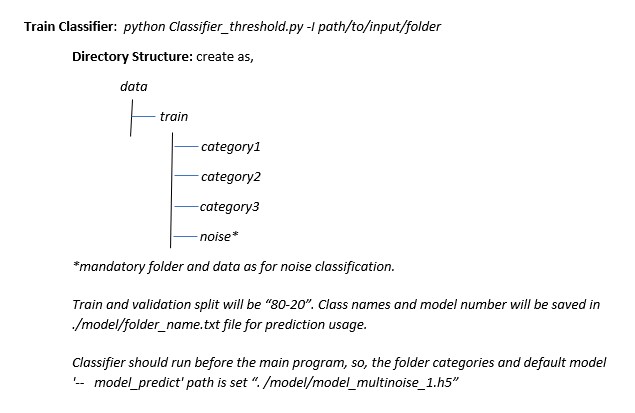 Train Classifier: python Classifier_threshold.py -I path/to/input/folder
Directory Structure: create as,
data
train
category1
category2
category3
noise*
*mandatory folder and data as for noise classification.
Train and validation split will be “80-20”. Class names and model number will be saved in
./model/folder_name.txt file for prediction usage.
Classifier should run before the main program, so, the folder categories and default model
'-- model_predict' path is set “. /model/model_multinoise_1.h5”